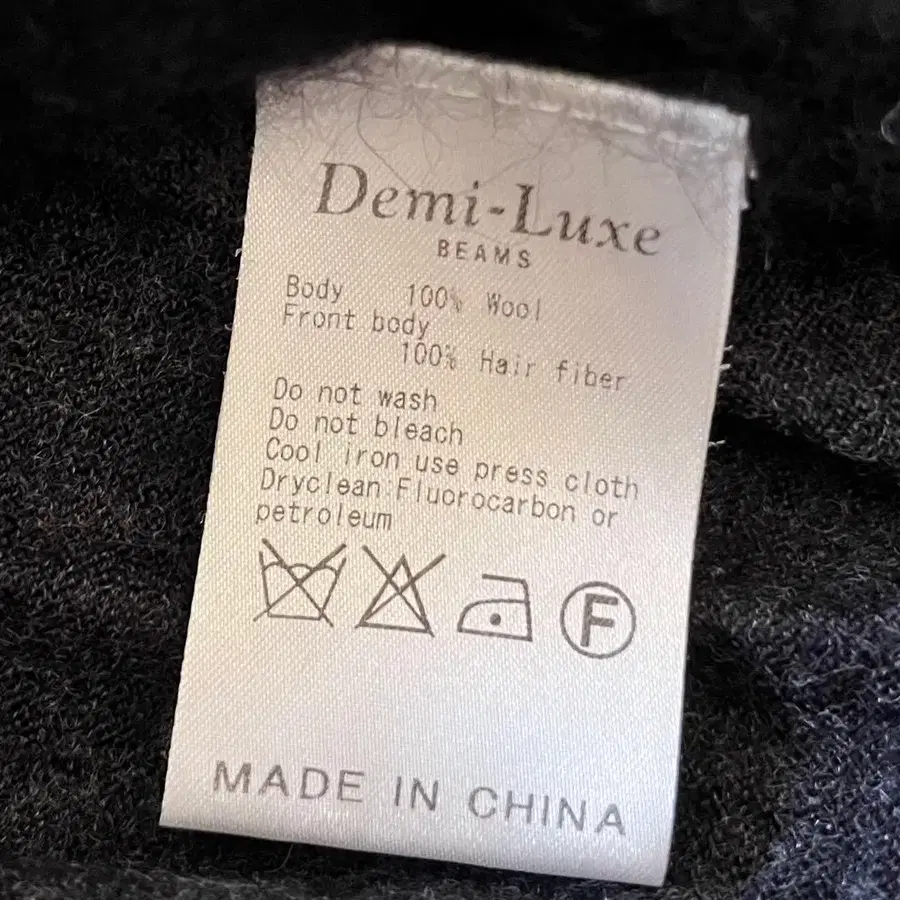 Demi-Luxe
BEAMS
Body 100% Wool
Front body
100% Hair fiber
Do not wash
Do not bleach
Cool iron use press cloth
Dryclean:Fluorocarbon or
petroleum
F
MADE IN CHINA